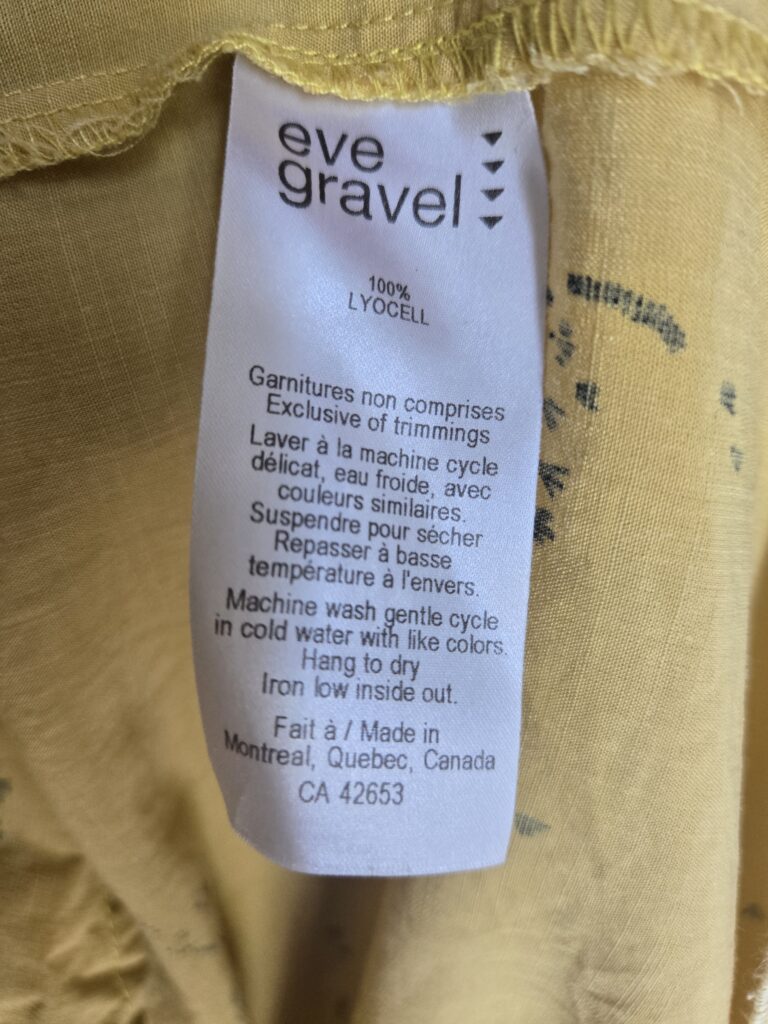 eve
gravel
100%
LYOCELL
Garnitures non comprises
Exclusive of trimmings
Laver à la machine cycle
délicat, eau froide, avec
couleurs similaires.
Suspendre pour sécher
Repasser à basse
température à l'envers.
Machine wash gentle cycle
in cold water with like colors.
Hang to dry
Iron low inside out.
Fait à / Made in
Montreal, Quebec, Canada
CA 42653